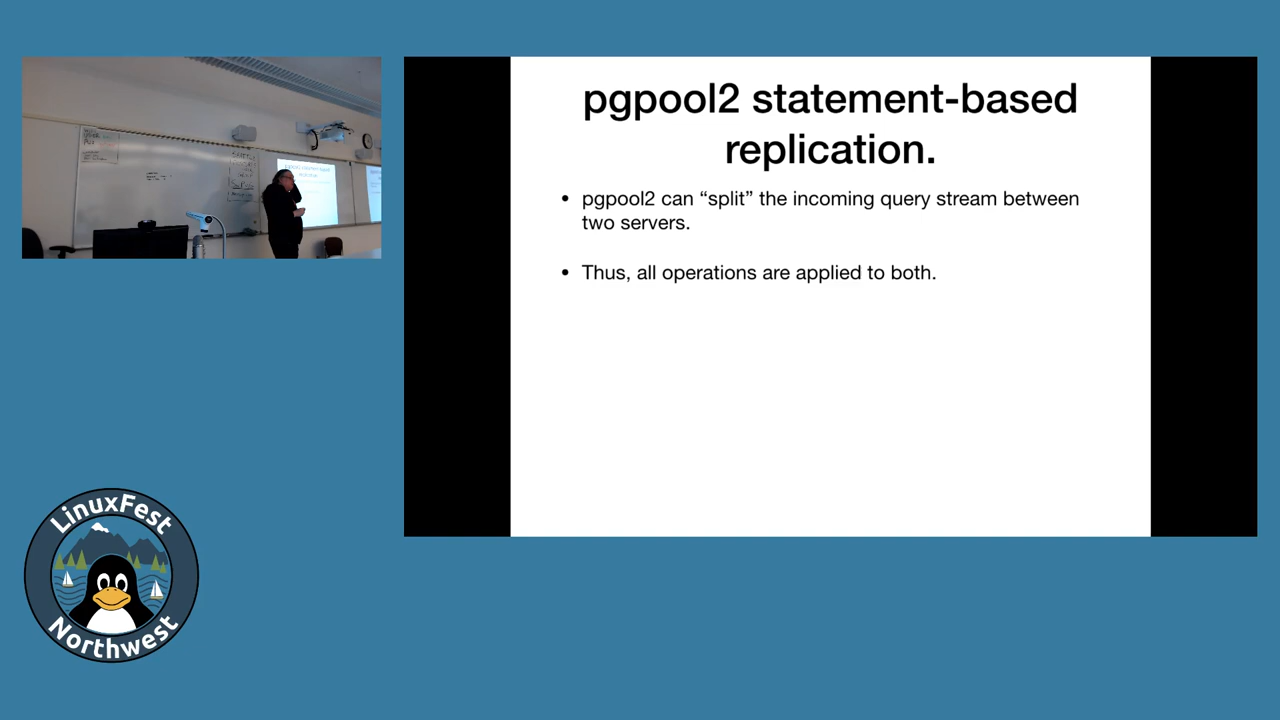 pgpool2 statement-based
replication.
• pgpool2 can “split” the incoming query stream between
two servers.
• Thus, all operations are applied to both.
LinuxFest
Northwest